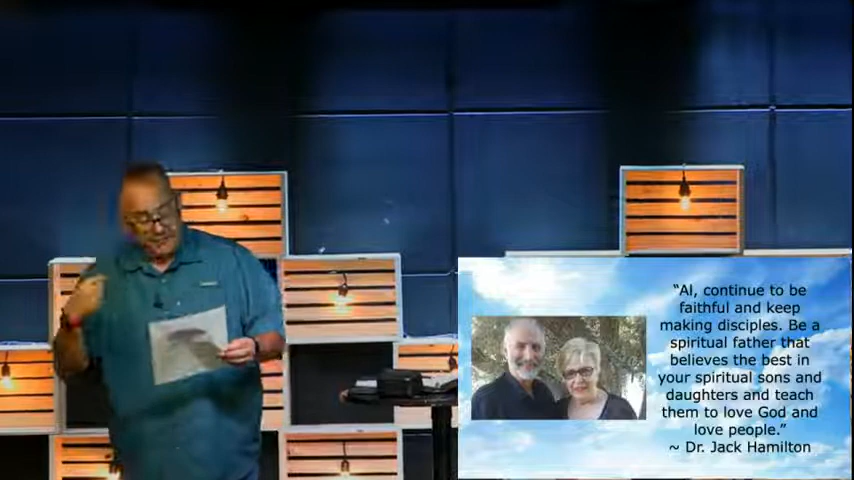 “Al, continue to be
faithful and keep
making disciples. Be a
spiritual father that
believes the best in
your spiritual sons and
daughters and teach
them to love God and
love people.”
~ Dr. Jack Hamilton